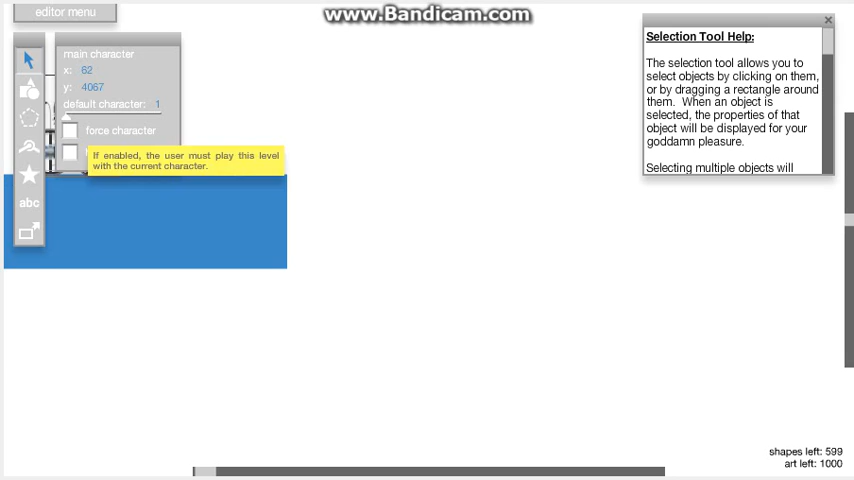 www.Bandicam.com
editor menu
main character
x: 62
y: 4067
default character: 1
force character
If enabled, the user must play this level
with the current character.
abc
Selection Tool Help:
The selection tool allows you to
select objects by clicking on them,
or by dragging a rectangle around
them. When an object is
selected, the properties of that
object will be displayed for your
goddamn pleasure.
Selecting multiple objects will
shapes left: 599
art left: 1000